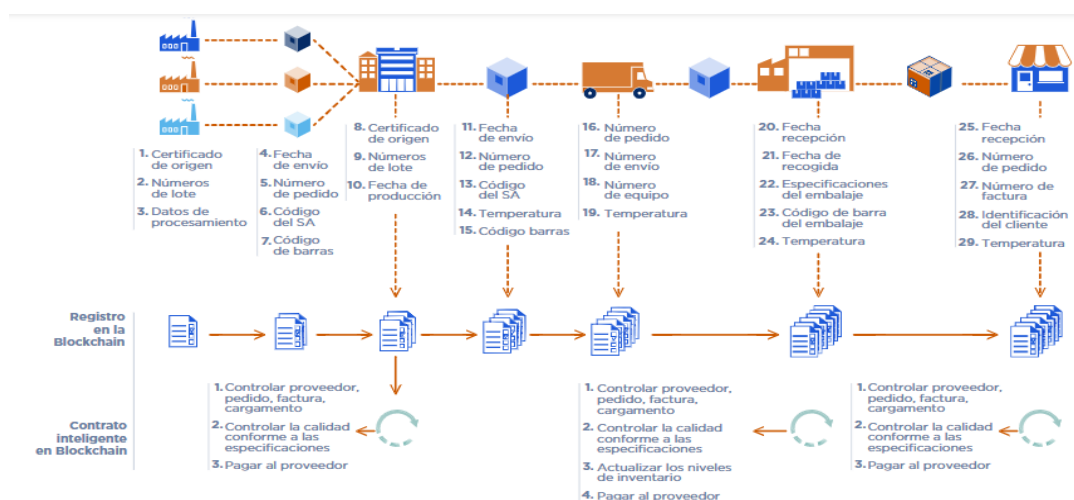 1. Certificado
de origen
2. Números
de lote
3. Datos de
procesamiento
4. Fecha
de envío
5. Número
de pedido
6. Código
del SA
7. Código
de barras
8. Certificado
de origen
9. Números
de lote
10. Fecha de
producción
11. Fecha
de envío
12. Número
de pedido
13. Código
del SA
14. Temperatura
15. Código barras
16. Número
de pedido
17. Número
de envío
18. Número
de equipo
19. Temperatura
20. Fecha
recepción
21. Fecha de
recogida
22. Especificaciones
del embalaje
23. Código de barra
del embalaje
24. Temperatura
25. Fecha
recepción
26. Número
de pedido
27. Número de
factura
28. Identificación
del cliente
29. Temperatura
Registro
en la
Blockchain
Contrato
inteligente
en Blockchain
1. Controlar proveedor,
pedido, factura,
cargamento
2. Controlar la calidad
conforme a las
especificaciones
3. Pagar al proveedor
1. Controlar proveedor,
pedido, factura,
cargamento
2. Controlar la calidad
conforme a las
especificaciones
3. Actualizar los niveles
de inventario
4. Pagar al proveedor
1. Controlar proveedor,
pedido, factura,
cargamento
2. Controlar la calidad
conforme a las
especificaciones
3. Pagar al proveedor